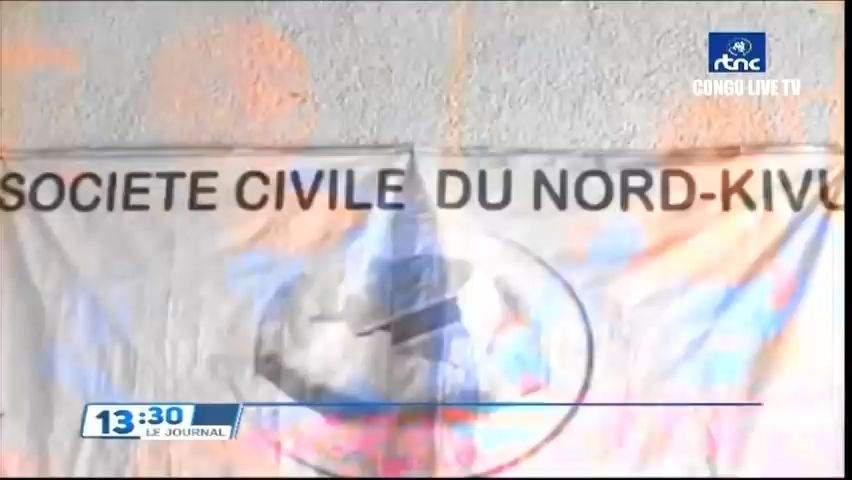 rtnc
CONGO LIVE TV
SOCIETE CIVILE DU NORD-KIVU
13:30
LE JOURNAL